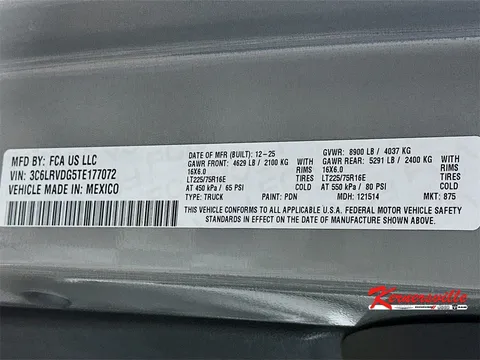 MFD BY: FCA US LLC
VIN: 3C6LRVDG5TE177072
VEHICLE MADE IN: MEXICO
DATE OF MFR (BUILT): 12-25 GVWR: 8900 LB / 4037 KG
GAWR FRONT: 4629 LB / 2100 KG GAWR REAR: 5291 LB / 2400 KG
16X6.0 RIMS 16X6.0 RIMS
LT225/75R16E TIRES LT225/75R16E TIRES
AT 450 kPa / 65 PSI AT 550 kPa / 80 PSI
TYPE: TRUCK PAINT: PDN MDH: 121514 MKT: 875
THIS VEHICLE CONFORMS TO ALL APPLICABLE U.S.A. FEDERAL MOTOR VEHICLE SAFETY
STANDARDS IN EFFECT ON THE DATE OF MANUFACTURE SHOWN ABOVE
Kernersville